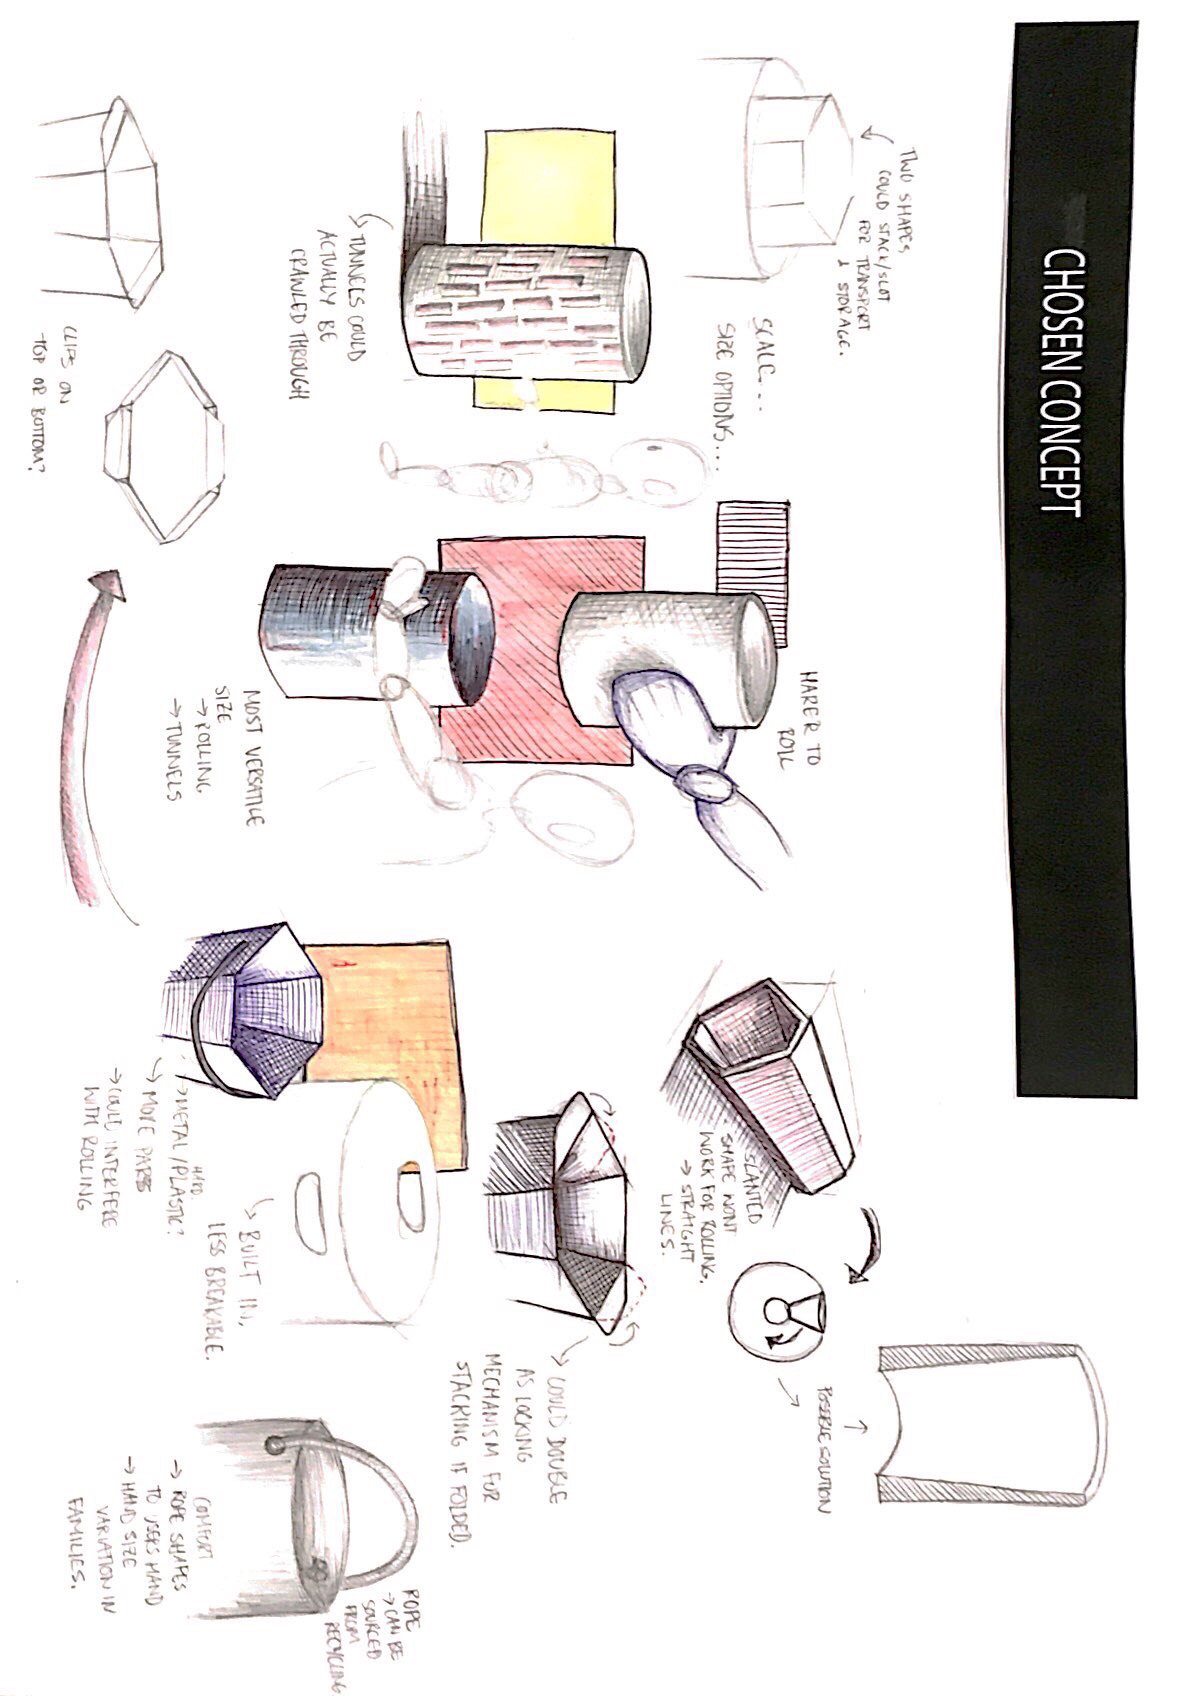 CHOSEN CONCEPT
TWO SHAPES
COULD STACK/SLOT
FOR TRANSPORT
& STORAGE.
SCALE...
SIZE OPTIONS...
HARER TO
ROLL
TUNNELS COULD
ACTUALLY BE
CRAWLED THROUGH
MOST VERSATILE
SIZE
→ ROLLING
→ TUNNELS
CLIPS ON
TOP OR BOTTOM?
SLANTED
SHAPE WONT
WORK FOR ROLLING.
→ STRAIGHT
LINES.
POSSIBLE SOLUTION
COULD DOUBLE
AS LOCKING
MECHANISM FOR
STACKING IF FOLDED.
BUILT IN.
LESS BREAKABLE.
HARD.
→ METAL/PLASTIC?
→ MORE PARTS
→ COULD INTERFERE
WITH ROLLING
ROPE
→ CAN BE
SOURCED
FROM
RECYCLING
COMFORT
→ ROPE SHAPES
TO USERS HAND
→ HAND SIZE
VARIATION IN
FAMILIES.